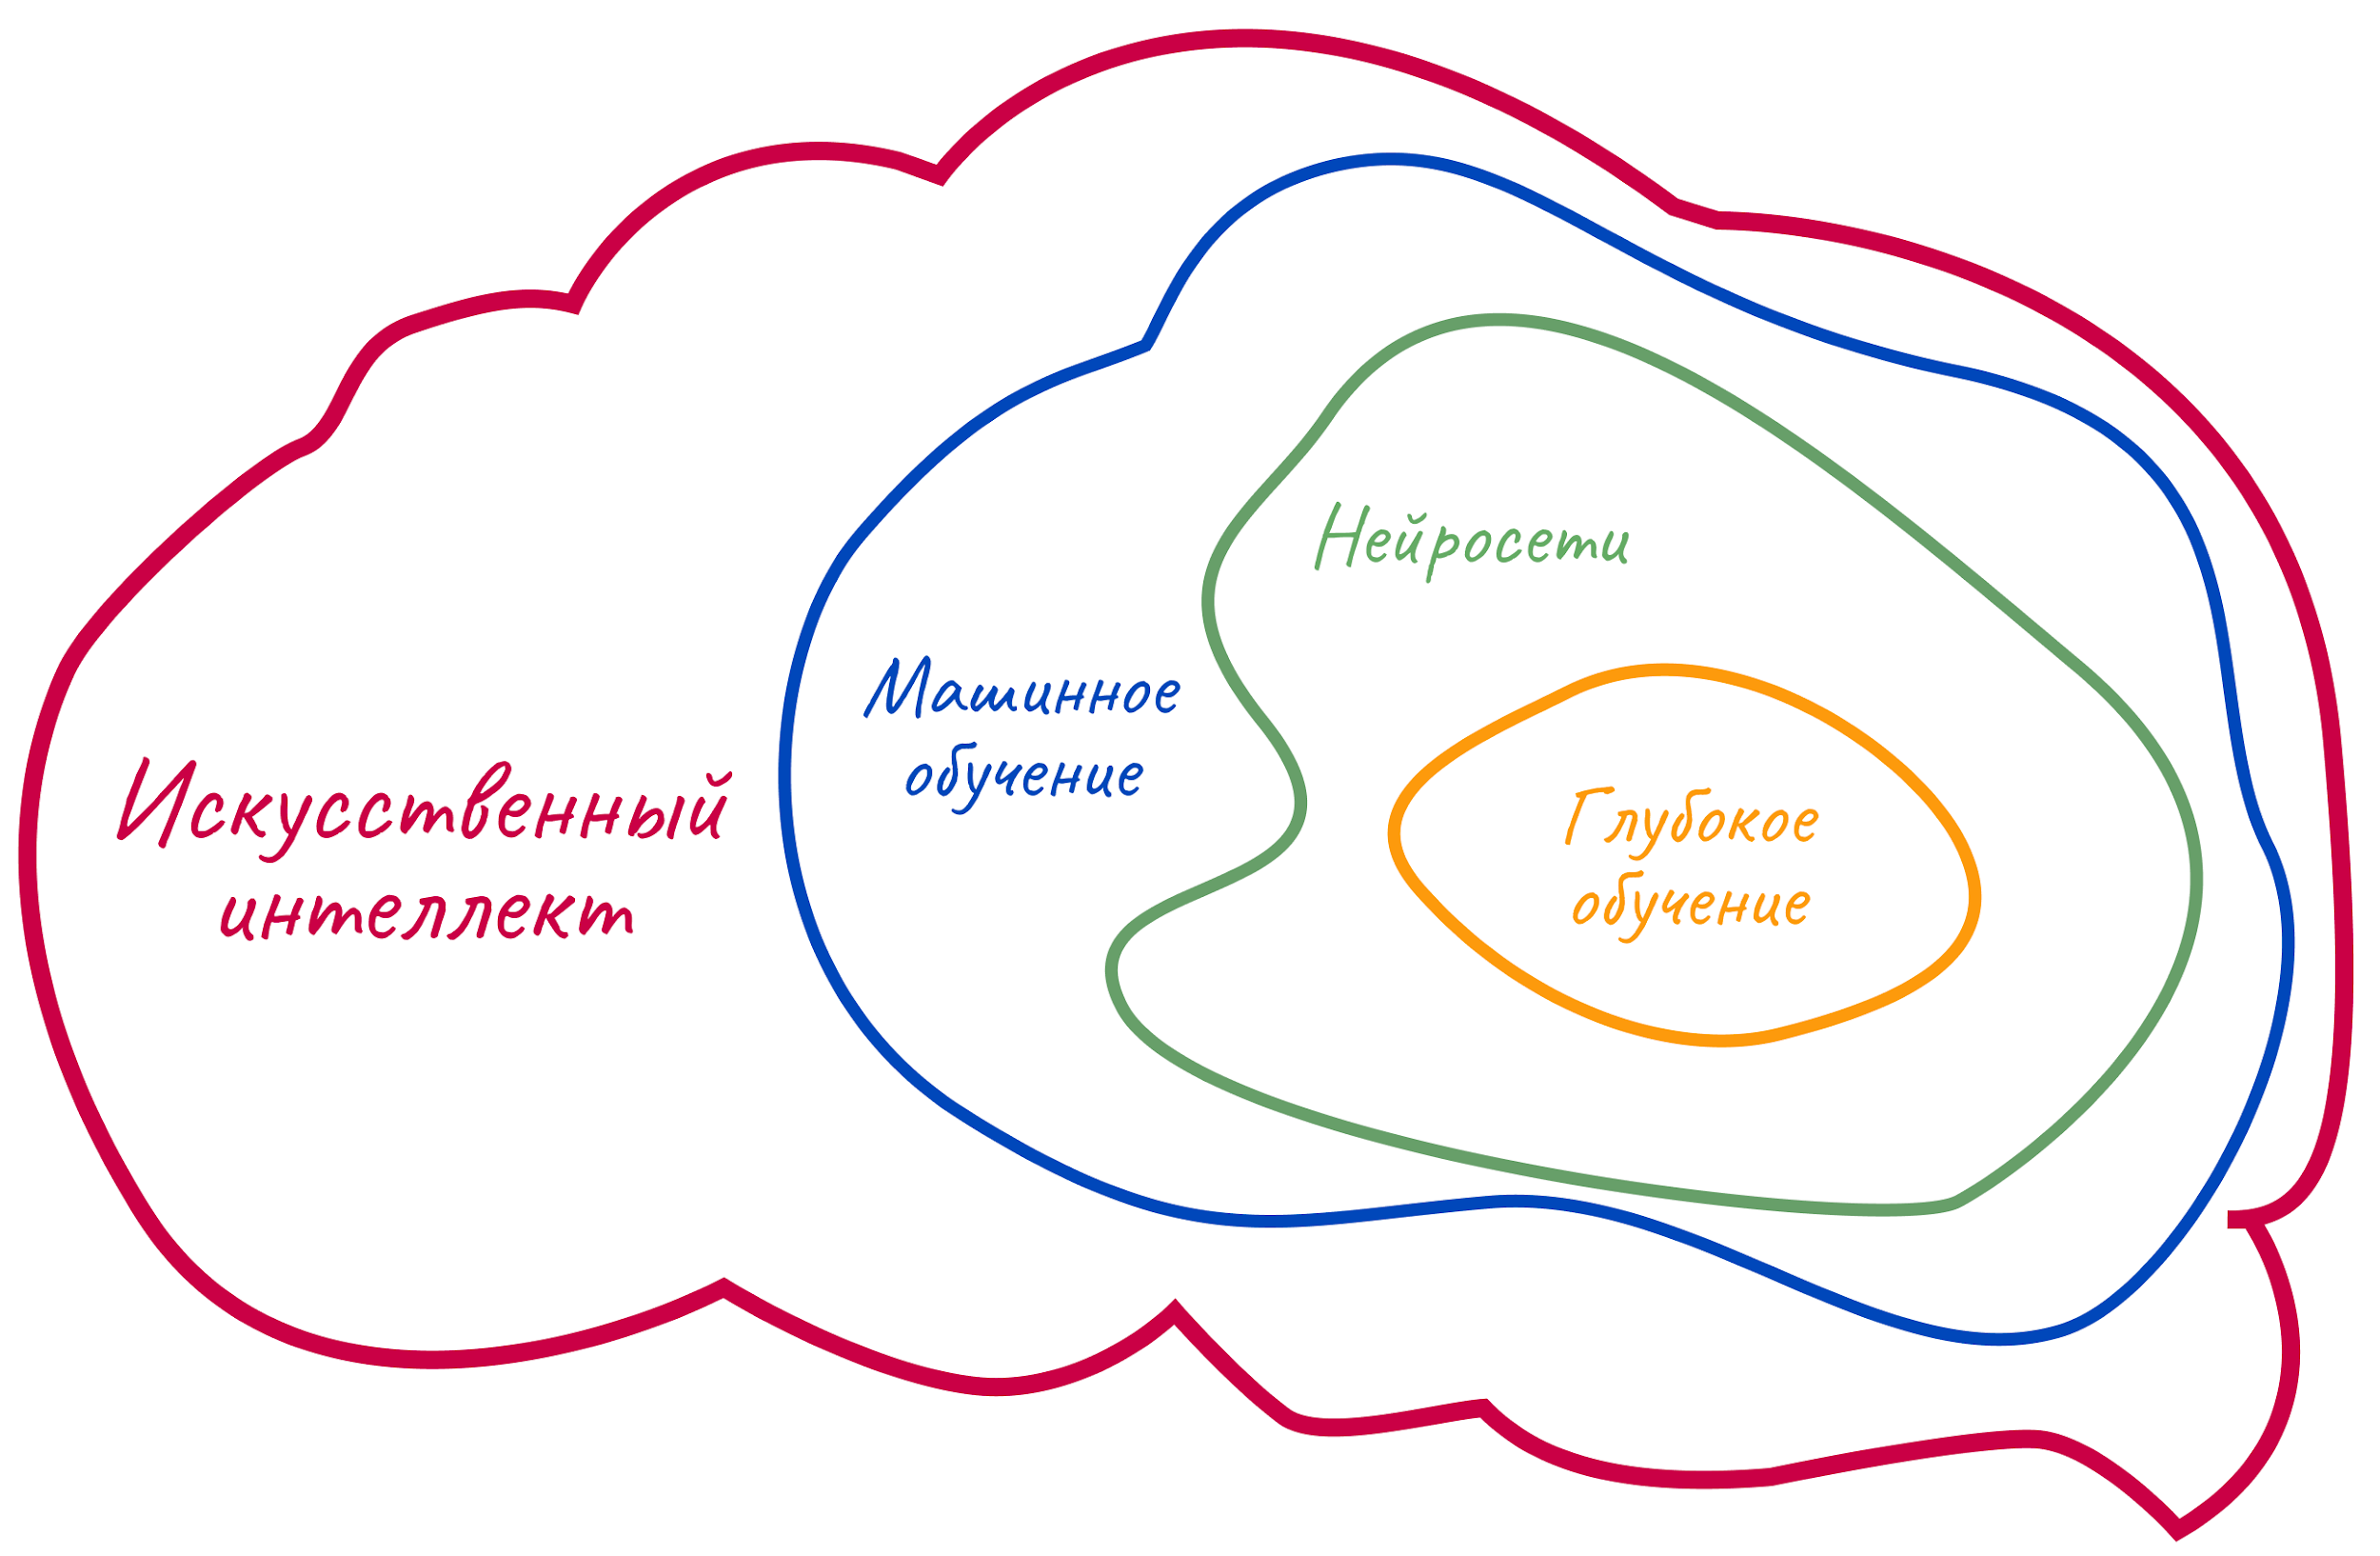 Искусственный
интеллект
Машинное
обучение
Нейросети
Глубокое
обучение